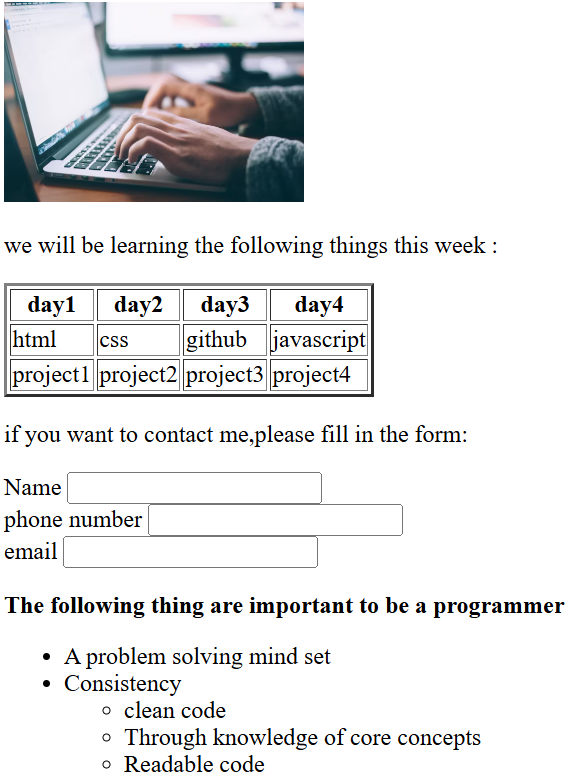 we will be learning the following things this week :
day1 day2 day3 day4
html css github javascript
project1 project2 project3 project4
if you want to contact me,please fill in the form:
Name
phone number
email
The following thing are important to be a programmer
A problem solving mind set
Consistency
clean code
Through knowledge of core concepts
Readable code